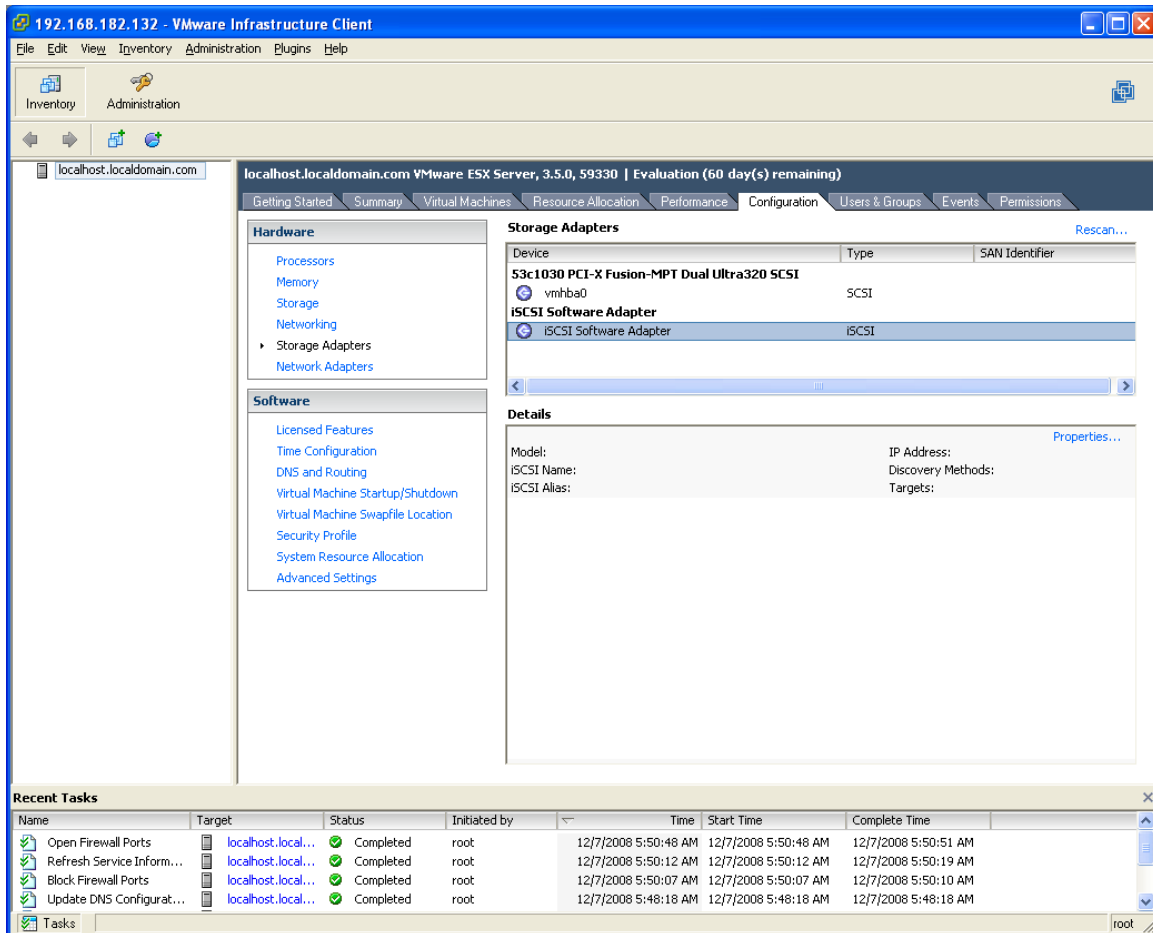 192.168.182.132 - VMware Infrastructure Client
File Edit View Inventory Administration Plugins Help
Inventory Administration
localhost.localdomain.com
localhost.localdomain.com VMware ESX Server, 3.5.0, 59330 | Evaluation (60 day(s) remaining)
Getting Started Summary Virtual Machines Resource Allocation Performance Configuration Users & Groups Events Permissions
Hardware
Processors
Memory
Storage
Networking
Storage Adapters
Network Adapters
Software
Licensed Features
Time Configuration
DNS and Routing
Virtual Machine Startup/Shutdown
Virtual Machine Swapfile Location
Security Profile
System Resource Allocation
Advanced Settings
Storage Adapters Rescan...
Device Type SAN Identifier
53c1030 PCI-X Fusion-MPT Dual Ultra320 SCSI
vmhba0 SCSI
iSCSI Software Adapter
iSCSI Software Adapter iSCSI
Details
Properties...
Model: IP Address:
iSCSI Name: Discovery Methods:
iSCSI Alias: Targets:
Recent Tasks
Name Target Status Initiated by Time Start Time Complete Time
Open Firewall Ports localhost.local... Completed root 12/7/2008 5:50:48 AM 12/7/2008 5:50:48 AM 12/7/2008 5:50:51 AM
Refresh Service Inform... localhost.local... Completed root 12/7/2008 5:50:12 AM 12/7/2008 5:50:12 AM 12/7/2008 5:50:19 AM
Block Firewall Ports localhost.local... Completed root 12/7/2008 5:50:07 AM 12/7/2008 5:50:07 AM 12/7/2008 5:50:10 AM
Update DNS Configurat... localhost.local... Completed root 12/7/2008 5:48:18 AM 12/7/2008 5:48:18 AM 12/7/2008 5:48:18 AM
Tasks root